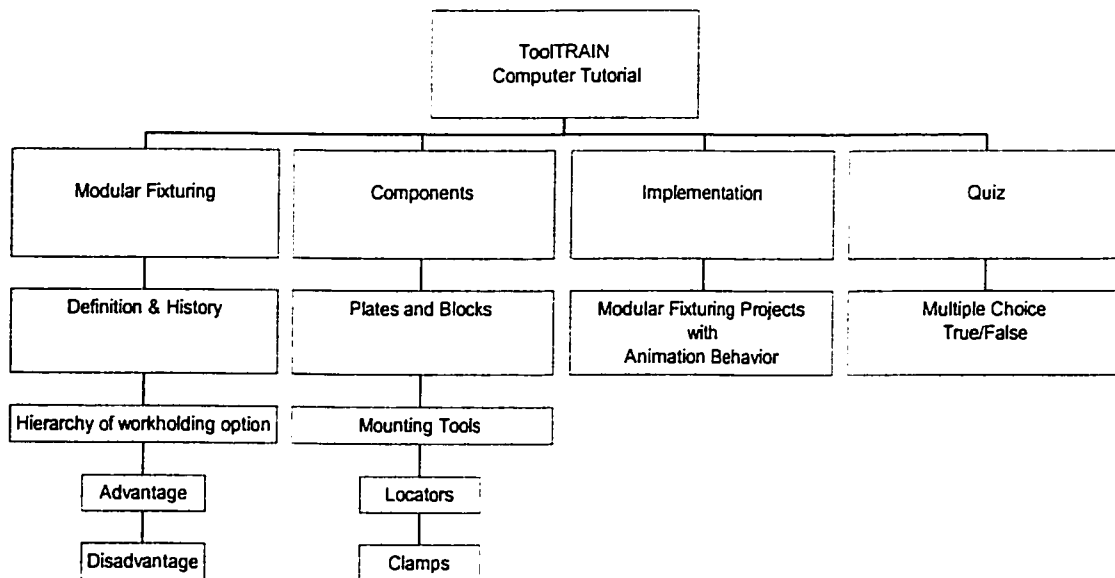 ToolTRAIN
Computer Tutorial
Modular Fixturing
Components
Implementation
Quiz
Definition & History
Plates and Blocks
Modular Fixturing Projects
with
Animation Behavior
Multiple Choice
True/False
Hierarchy of workholding option
Mounting Tools
Advantage
Locators
Disadvantage
Clamps